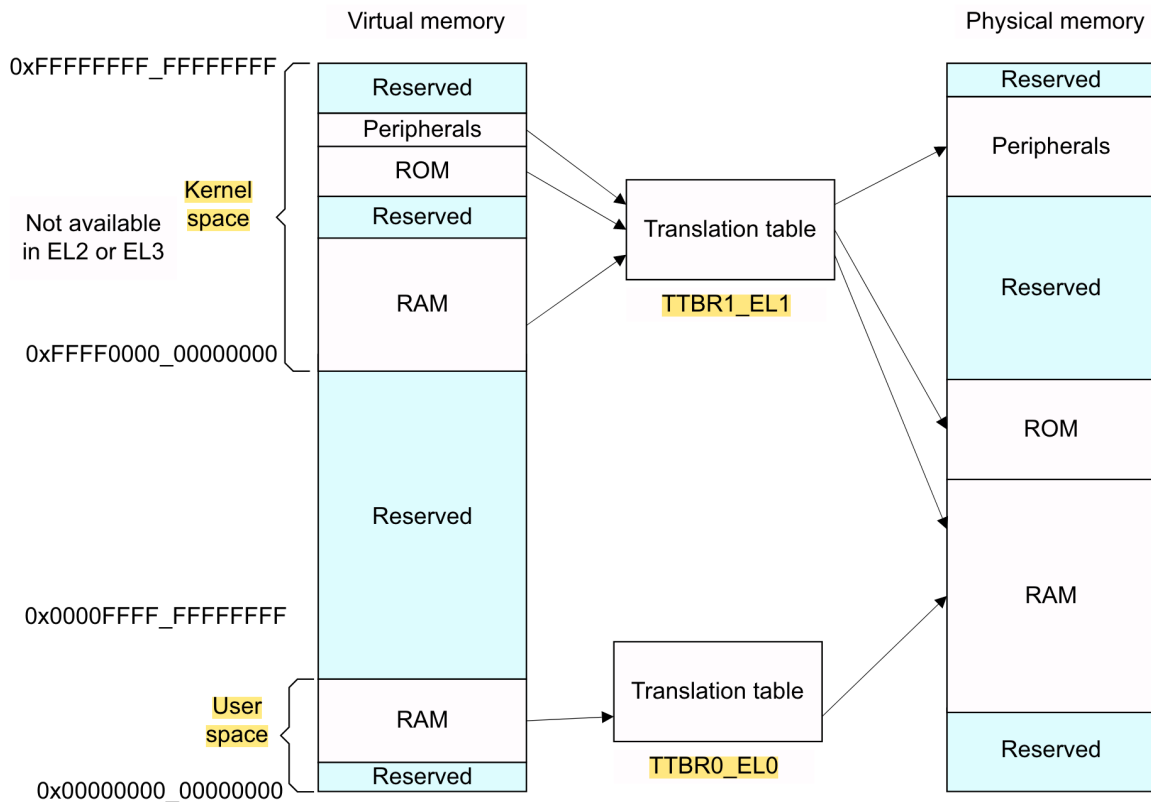 Virtual memory
Physical memory
0xFFFFFFFF_FFFFFFFF
Reserved
Peripherals
ROM
Reserved
RAM
Kernel
space
Not available
in EL2 or EL3
0xFFFF0000_00000000
Translation table
TTBR1_EL1
Reserved
Peripherals
Reserved
ROM
RAM
Reserved
Reserved
0x0000FFFF_FFFFFFFF
User
space
RAM
Reserved
0x00000000_00000000
Translation table
TTBR0_EL0